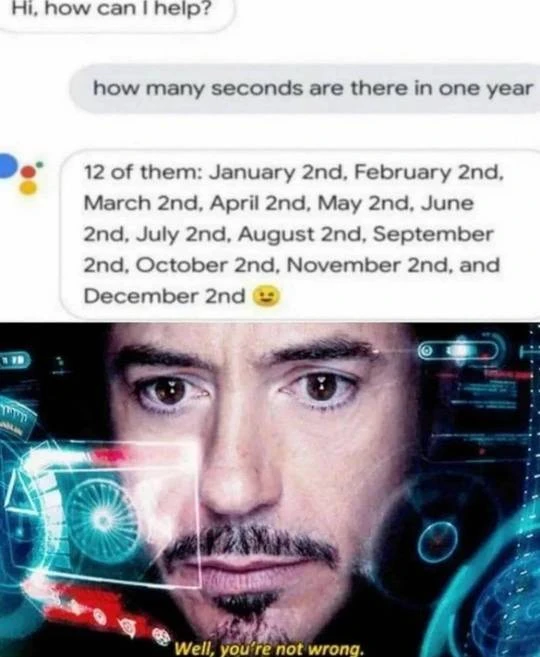 Hi, how can I help?
how many seconds are there in one year
12 of them: January 2nd, February 2nd,
March 2nd, April 2nd, May 2nd, June
2nd, July 2nd, August 2nd, September
2nd, October 2nd, November 2nd, and
December 2nd 😉
Well, you're not wrong.